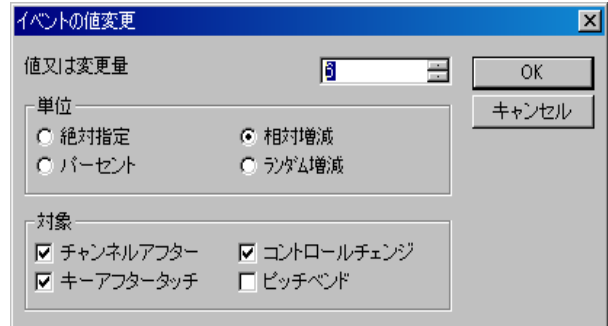 イベントの値変更
値又は変更量 6 OK
キャンセル
単位
絶対指定 相対増減
パーセント ランダム増減
対象
チャンネルアフター コントロールチェンジ
キーアフタータッチ ピッチベンド